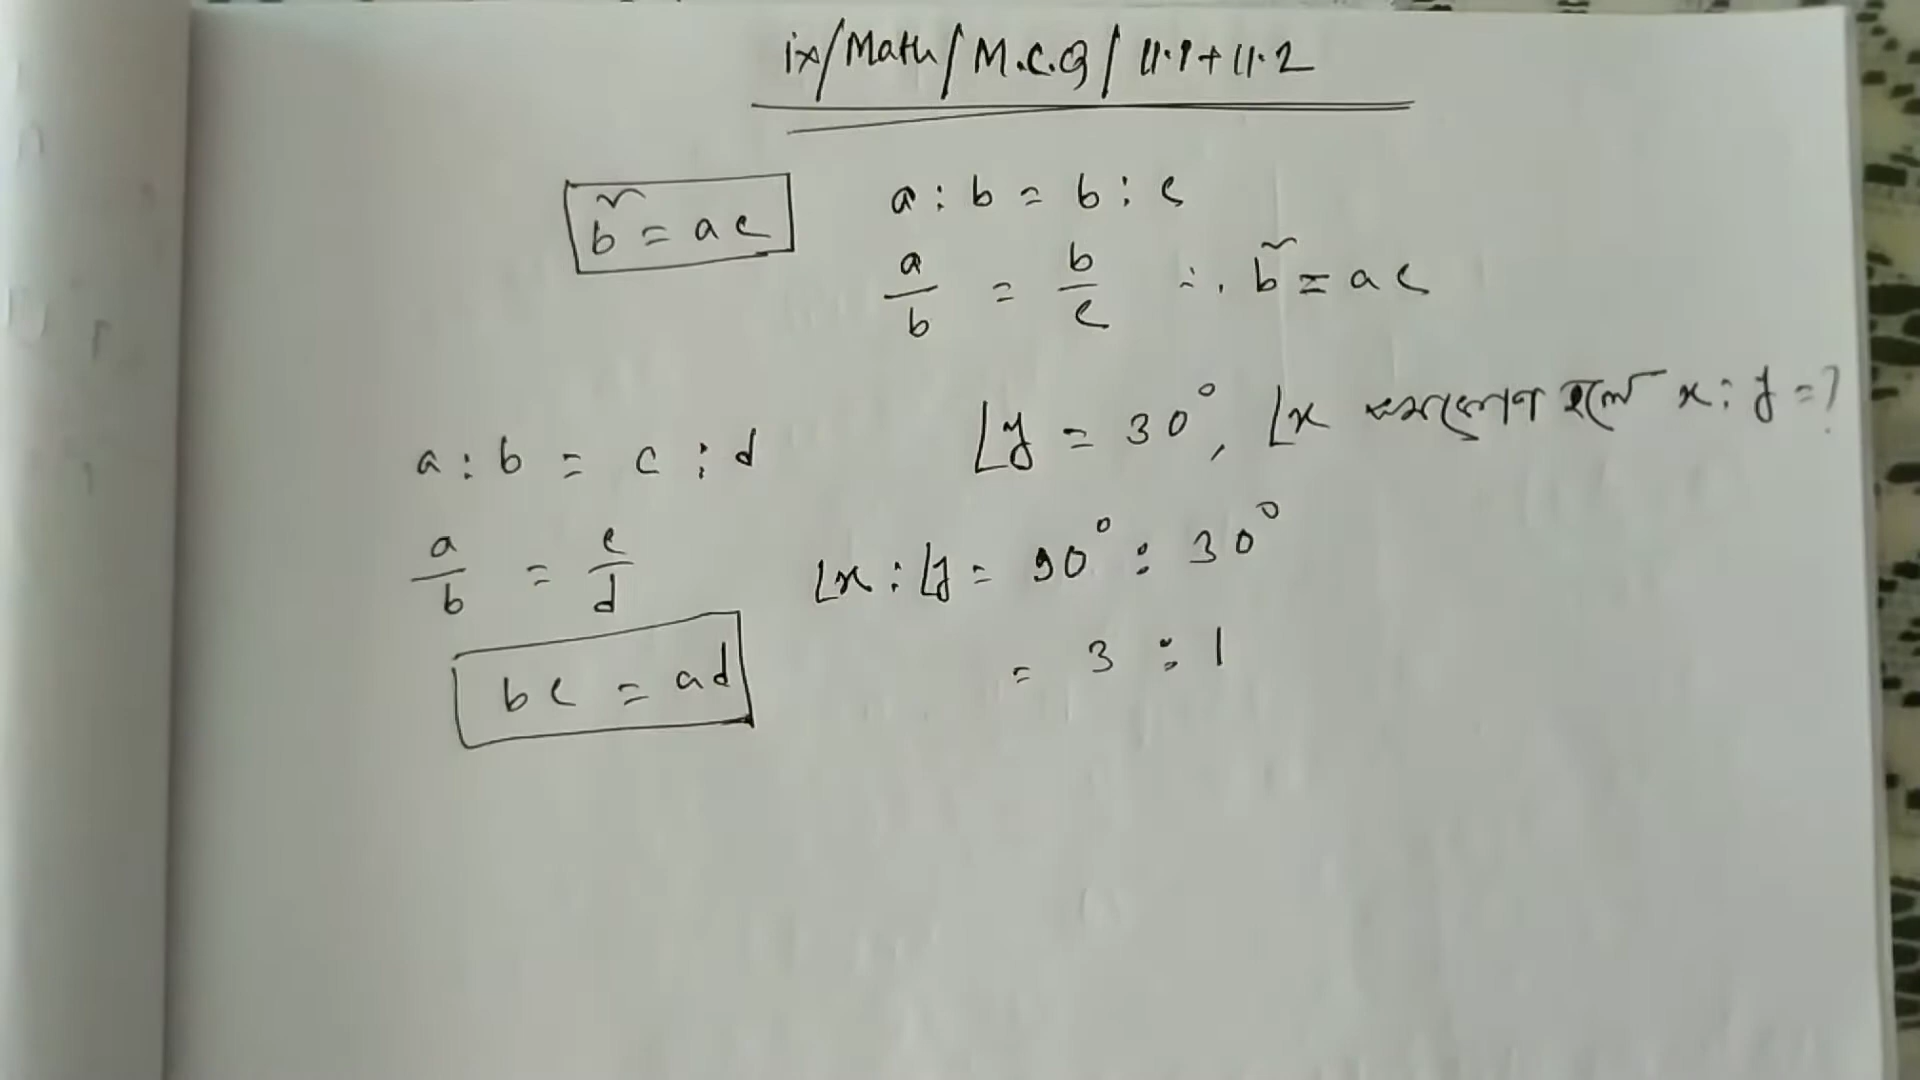 ix/Math/M.C.Q/11.1+11.2
b² = ac
a : b = b : c
a/b = b/c ∴ b² = ac
a : b = c : d
a/b = c/d
bc = ad
∠y = 30°, ∠x সমকোণ হলে x : y = ?
∠x : ∠y = 90° : 30°
= 3 : 1